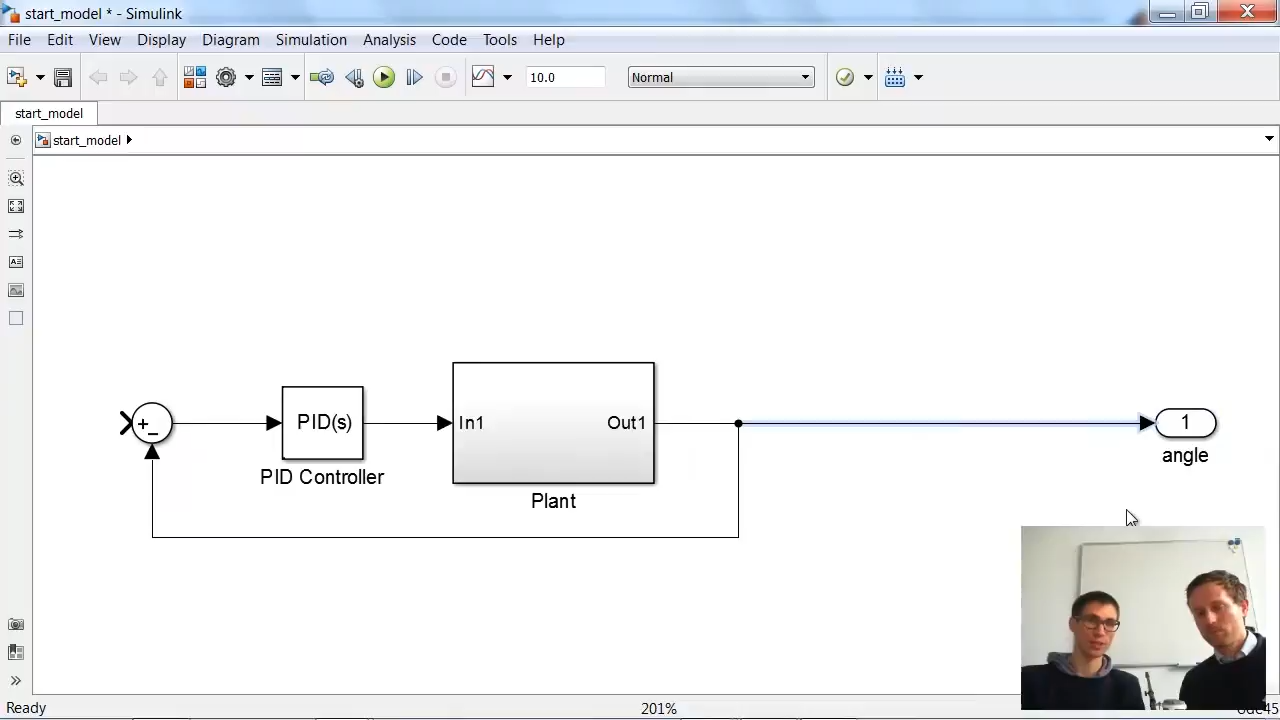 start_model * - Simulink
File Edit View Display Diagram Simulation Analysis Code Tools Help
10.0 Normal
start_model
start_model
+
_
PID(s)
PID Controller
In1 Out1
Plant
1
angle
Ready 201% ode45